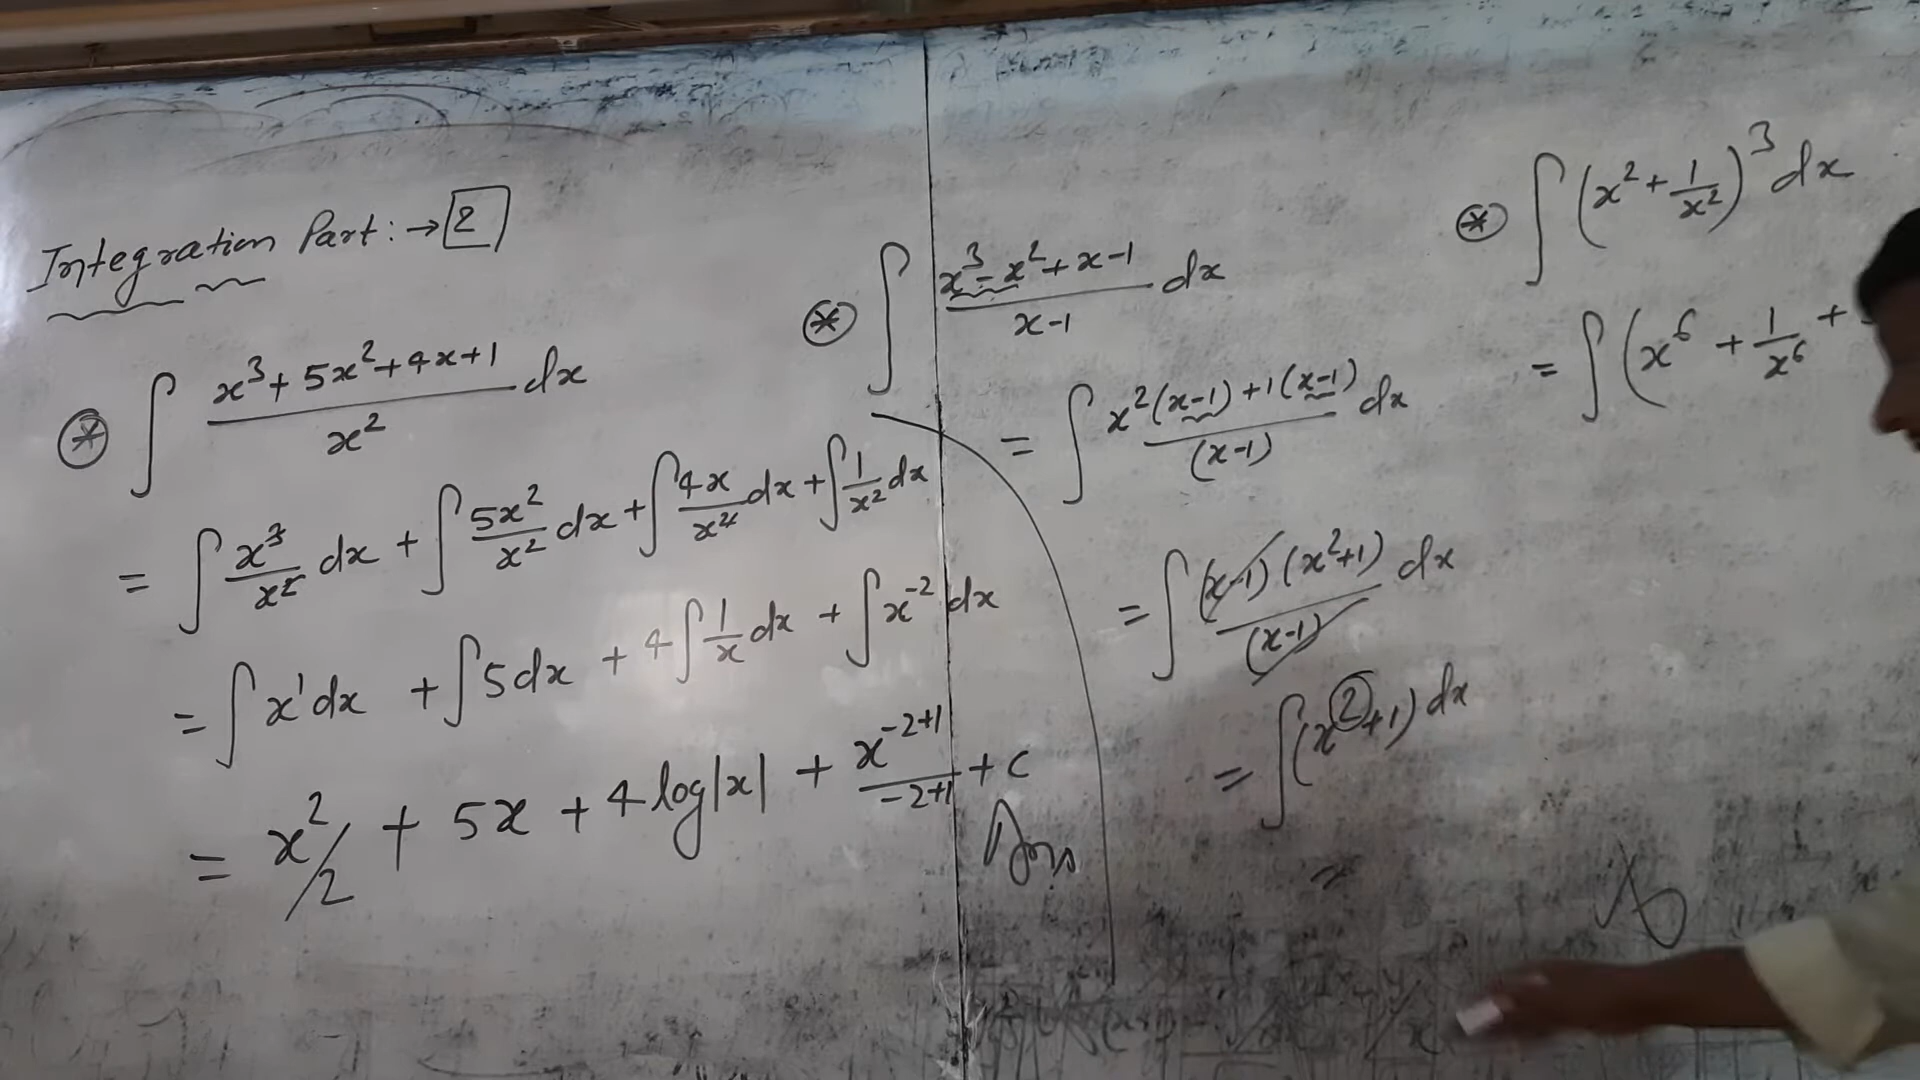 Integration Part :→ 2
⊛ ∫ (x³ + 5x² + 4x + 1)/x² dx
= ∫ x³/x² dx + ∫ 5x²/x² dx + ∫ 4x/x² dx + ∫ 1/x² dx
= ∫ x¹ dx + ∫ 5 dx + 4 ∫ 1/x dx + ∫ x⁻² dx
= x²/2 + 5x + 4 log|x| + x⁻²⁺¹/-2+1 + c
Ans
⊛ ∫ (x³ - x² + x - 1)/(x-1) dx
= ∫ (x²(x-1) + 1(x-1))/(x-1) dx
= ∫ (x-1)(x²+1)/(x-1) dx
= ∫ (x²+1) dx
=
⊛ ∫ (x² + 1/x²)³ dx
= ∫ (x⁶ + 1/x⁶ +